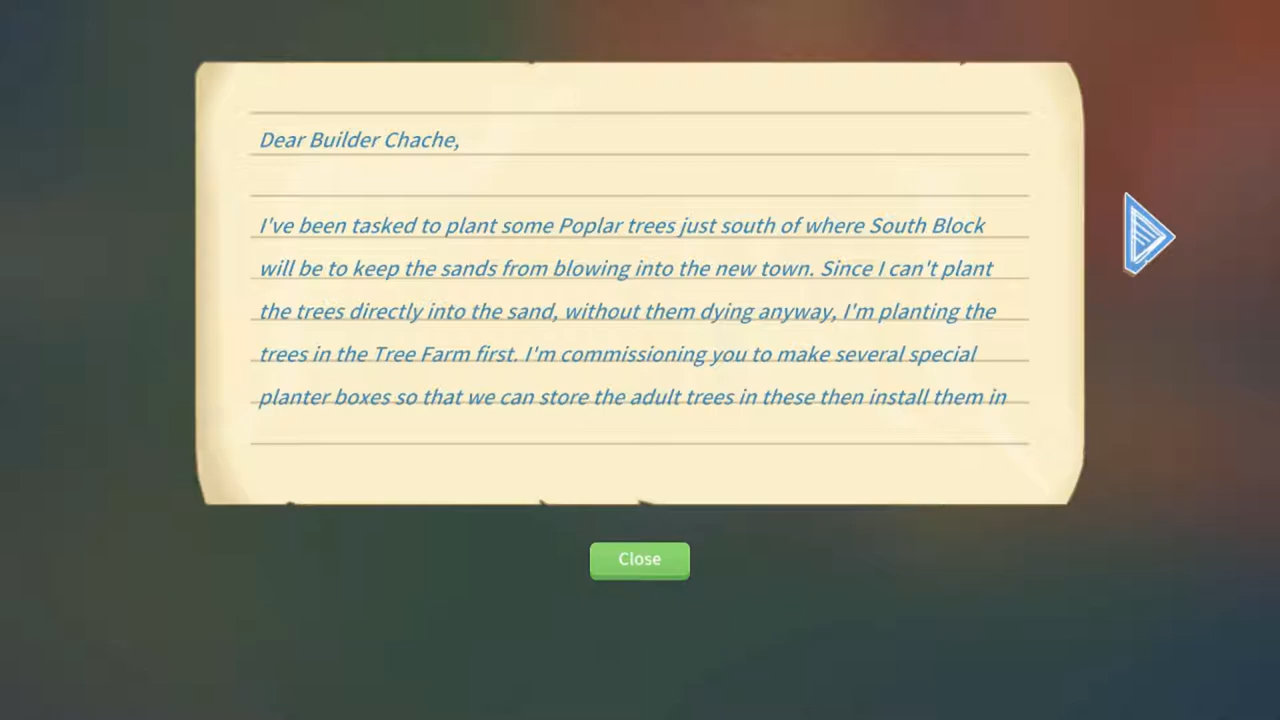 Dear Builder Chache,
I've been tasked to plant some Poplar trees just south of where South Block
will be to keep the sands from blowing into the new town. Since I can't plant
the trees directly into the sand, without them dying anyway, I'm planting the
trees in the Tree Farm first. I'm commissioning you to make several special
planter boxes so that we can store the adult trees in these then install them in
Close